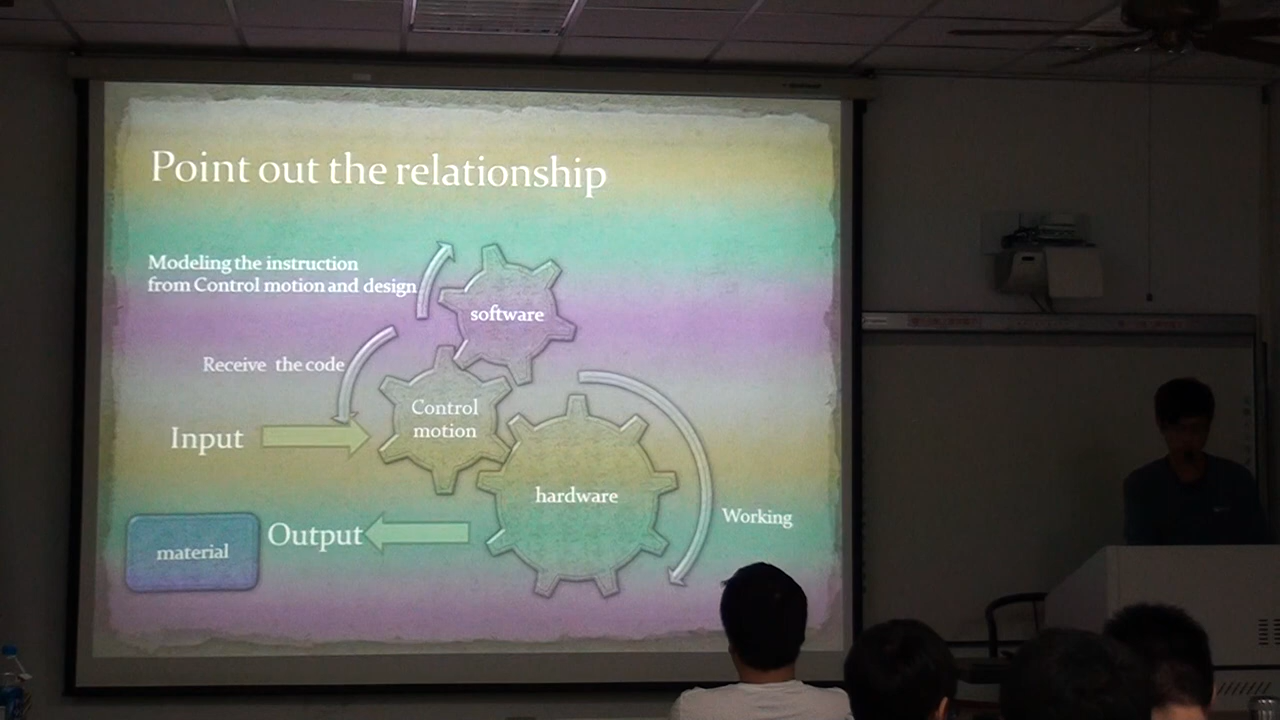 Point out the relationship
Modeling the instruction
from Control motion and design
software
Receive the code
Control
motion
Input
hardware
Working
Output
material